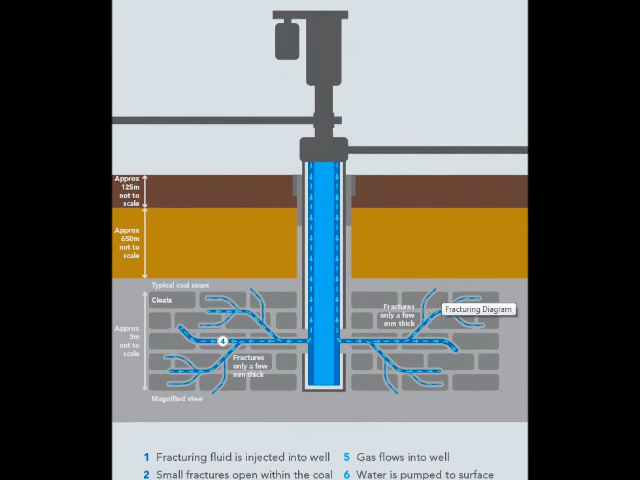 Approx
125m
not to
scale
Approx
650m
not to
scale
Typical coal seam
Cleats
Approx
3m
not to
scale
Fractures
only a few
mm thick
Fracturing Diagram
4
Fractures
only a few
mm thick
Magnified view
1 Fracturing fluid is injected into well
2 Small fractures open within the coal
5 Gas flows into well
6 Water is pumped to surface